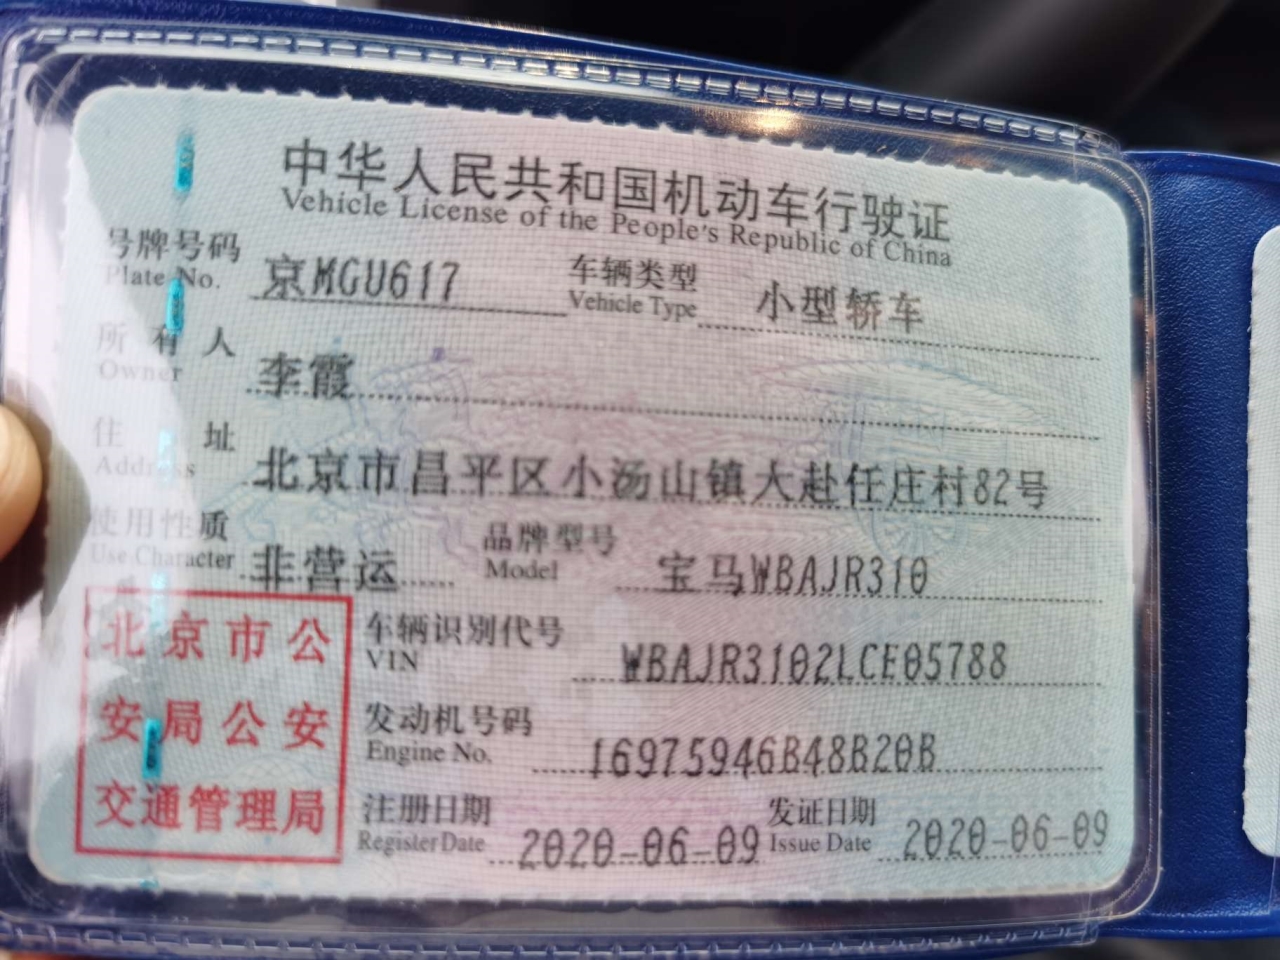 中华人民共和国机动车行驶证
Vehicle License of the People's Republic of China
号牌号码 京MGU617 车辆类型 小型轿车
Plate No. Vehicle Type
所有人 李霞
Owner
住址 北京市昌平区小汤山镇大赴任庄村82号
Address
使用性质 非营运 品牌型号 宝马WBAJR310
Use Character Model
北京市公
安局公安
交通管理局
车辆识别代号 WBAJR3102LCE05788
VIN
发动机号码 16975946B48B20B
Engine No.
注册日期 2020-06-09 发证日期 2020-06-09
Register Date Issue Date